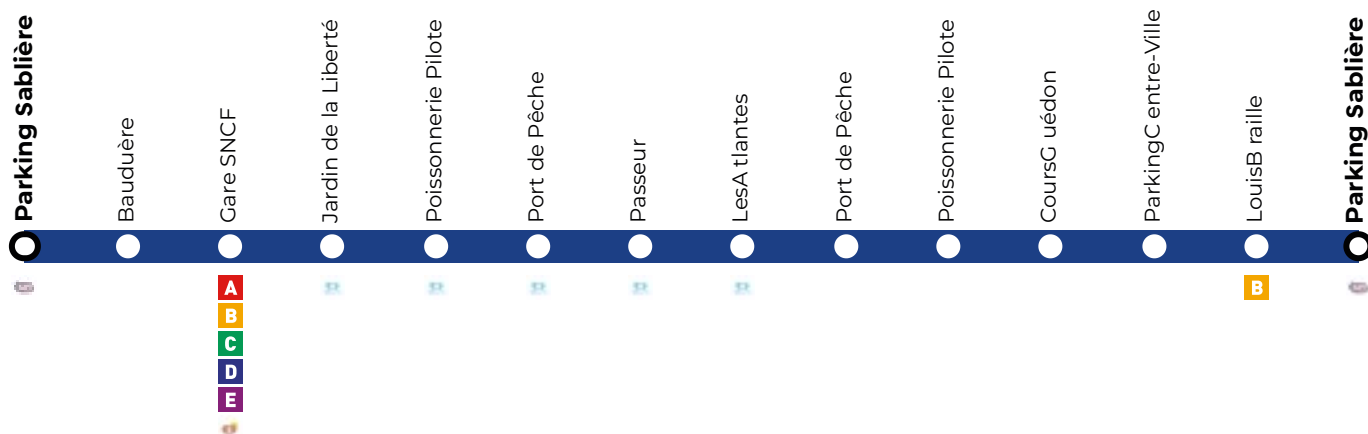 Parking Sablière
Bauduère
Gare SNCF
Jardin de la Liberté
Poissonnerie Pilote
Port de Pêche
Passeur
LesA tlantes
Port de Pêche
Poissonnerie Pilote
CoursG uédon
ParkingC entre-Ville
LouisB raille
Parking Sablière
A
B
C
D
E
B